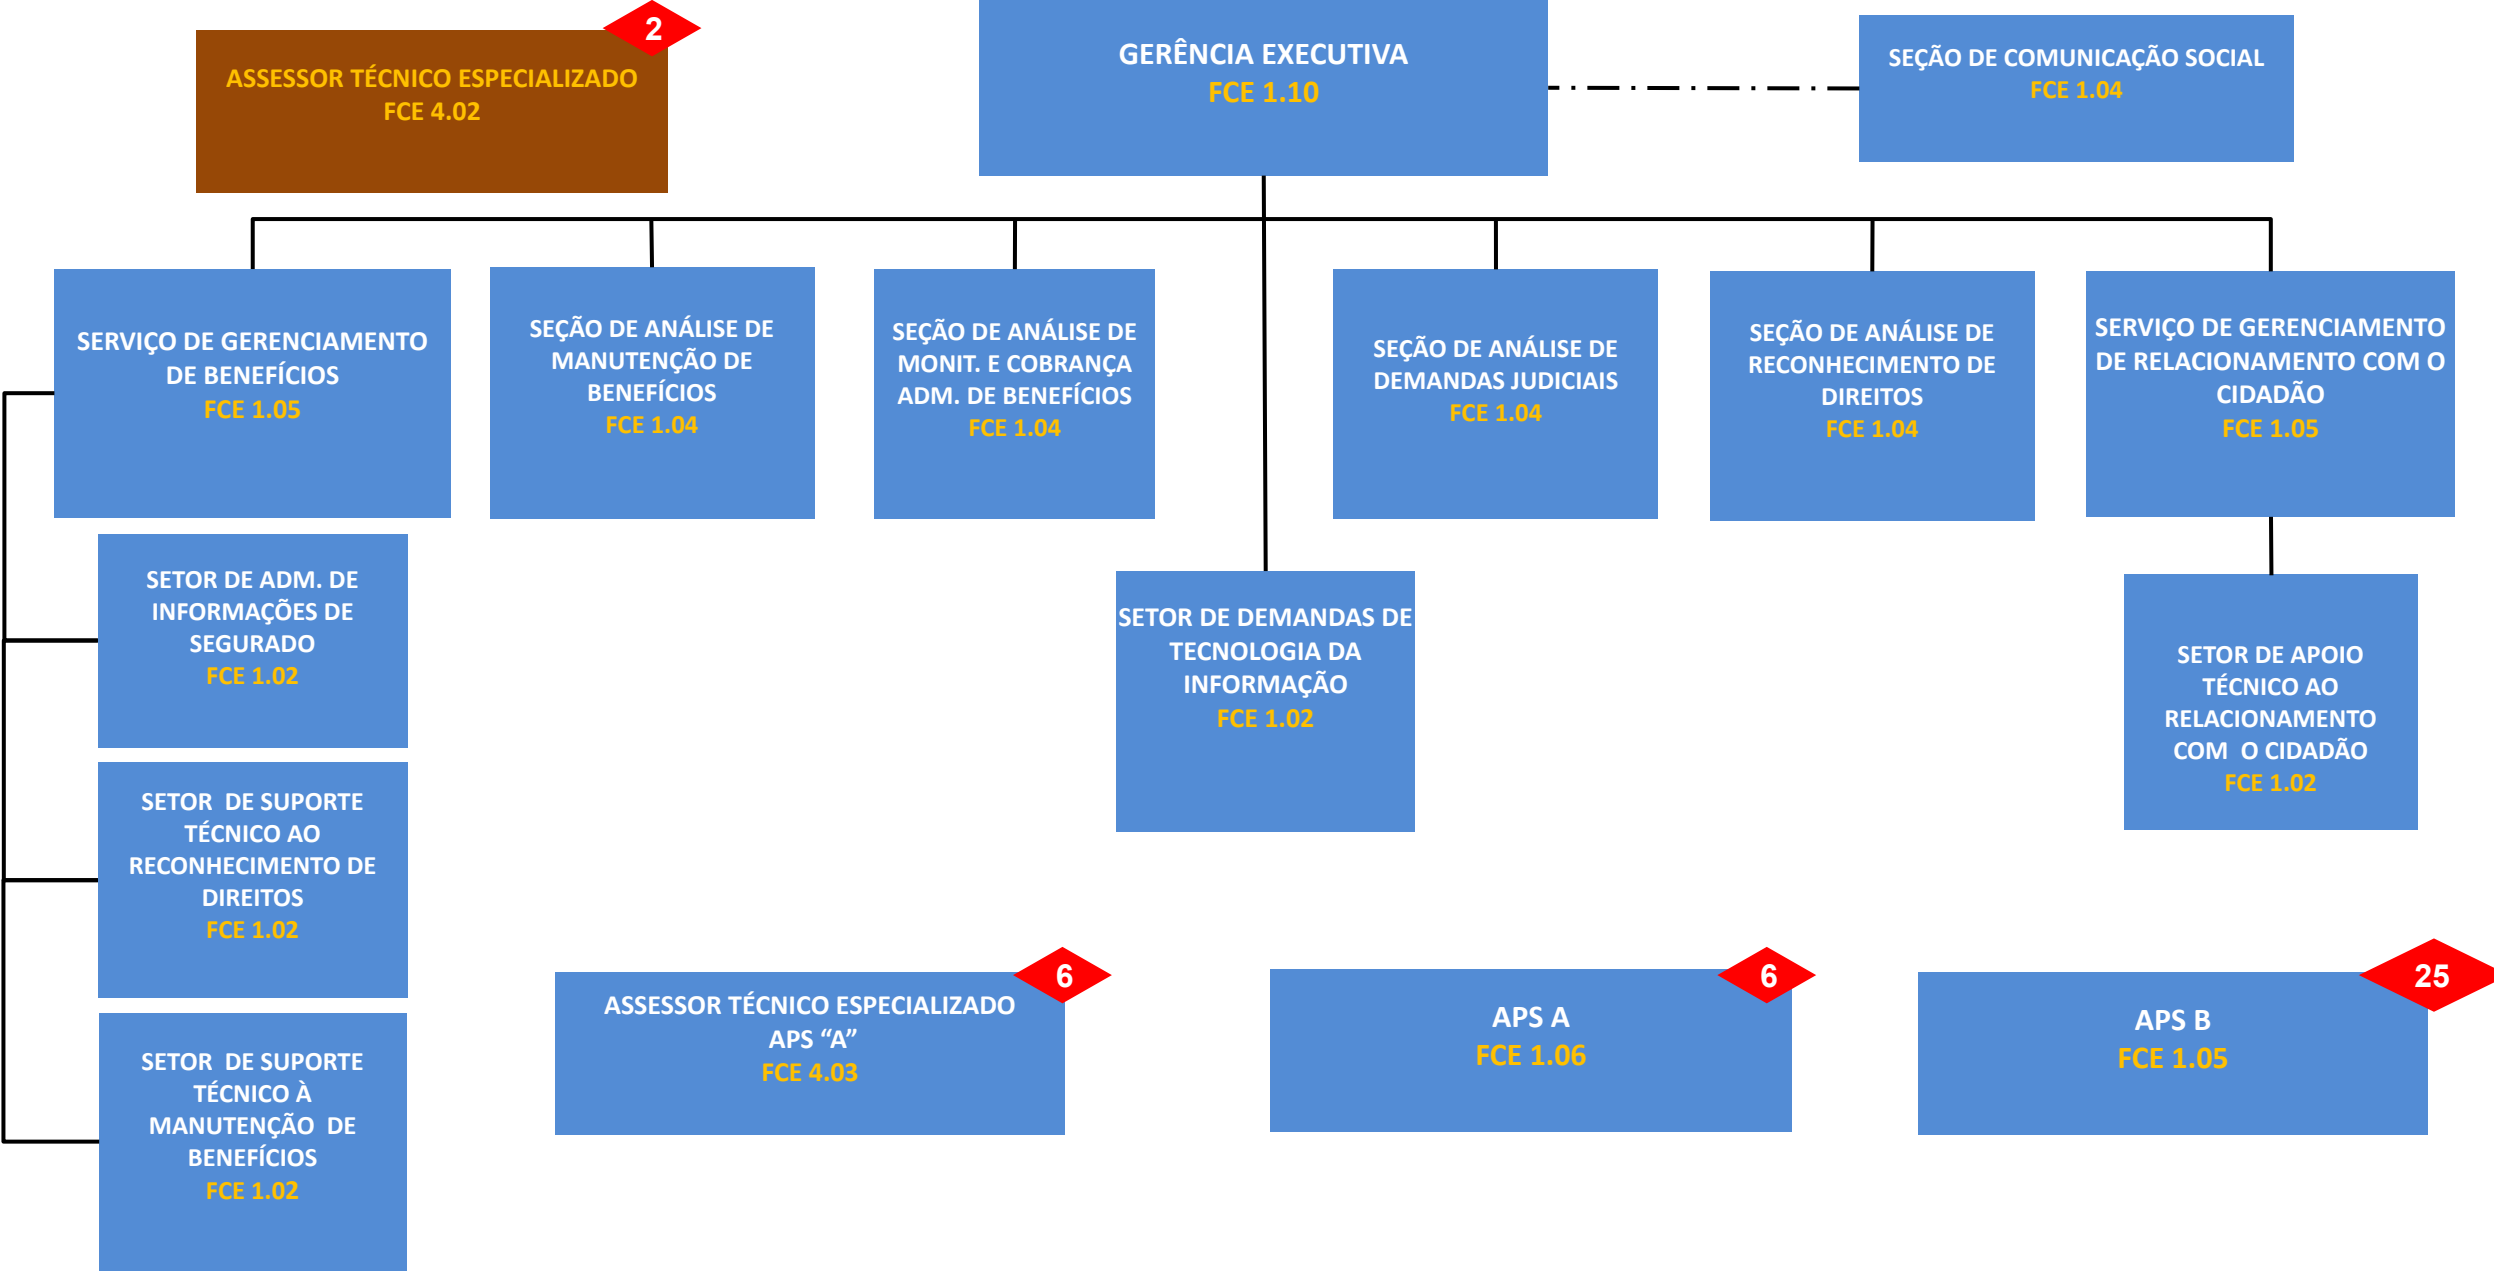 2
ASSESSOR TÉCNICO ESPECIALIZADO
FCE 4.02
GERÊNCIA EXECUTIVA
FCE 1.10
SEÇÃO DE COMUNICAÇÃO SOCIAL
FCE 1.04
SERVIÇO DE GERENCIAMENTO
DE BENEFÍCIOS
FCE 1.05
SEÇÃO DE ANÁLISE DE
MANUTENÇÃO DE
BENEFÍCIOS
FCE 1.04
SEÇÃO DE ANÁLISE DE
MONIT. E COBRANÇA
ADM. DE BENEFÍCIOS
FCE 1.04
SEÇÃO DE ANÁLISE DE
DEMANDAS JUDICIAIS
FCE 1.04
SEÇÃO DE ANÁLISE DE
RECONHECIMENTO DE
DIREITOS
FCE 1.04
SERVIÇO DE GERENCIAMENTO
DE RELACIONAMENTO COM O
CIDADÃO
FCE 1.05
SETOR DE ADM. DE
INFORMAÇÕES DE
SEGURADO
FCE 1.02
SETOR DE DEMANDAS DE
TECNOLOGIA DA
INFORMAÇÃO
FCE 1.02
SETOR DE APOIO
TÉCNICO AO
RELACIONAMENTO
COM  O CIDADÃO
FCE 1.02
SETOR  DE SUPORTE
TÉCNICO AO
RECONHECIMENTO DE
DIREITOS
FCE 1.02
SETOR  DE SUPORTE
TÉCNICO À
MANUTENÇÃO  DE
BENEFÍCIOS
FCE 1.02
6
ASSESSOR TÉCNICO ESPECIALIZADO
APS “A”
FCE 4.03
6
APS A
FCE 1.06
25
APS B
FCE 1.05